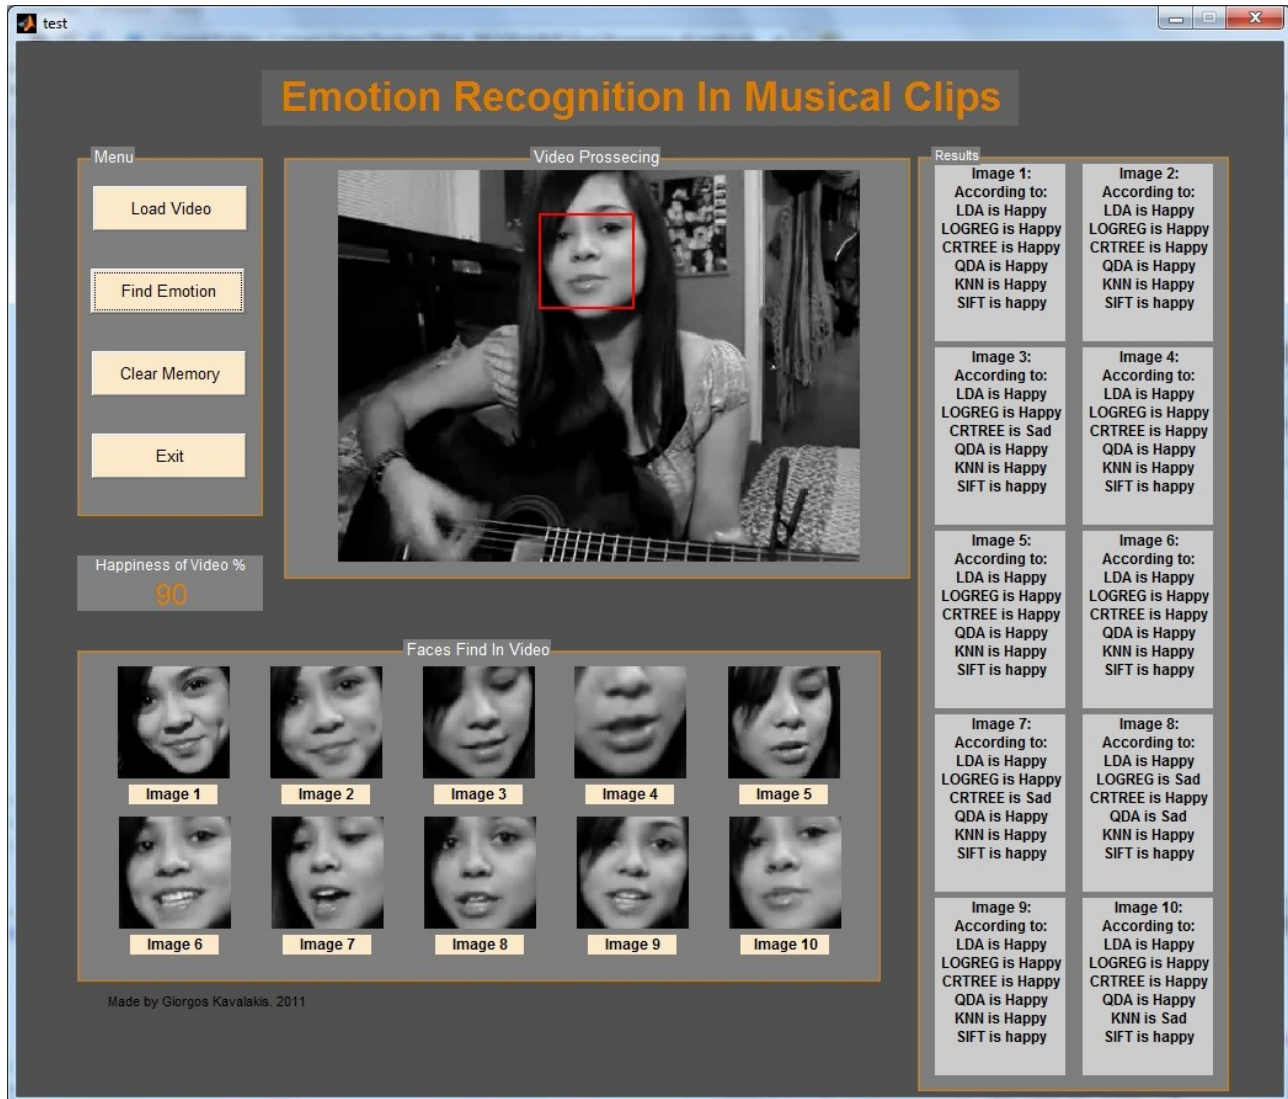 test
Emotion Recognition In Musical Clips
Menu
Load Video
Find Emotion
Clear Memory
Exit
Happiness of Video %
90
Video Prossecing
Faces Find In Video
Image 1
Image 2
Image 3
Image 4
Image 5
Image 6
Image 7
Image 8
Image 9
Image 10
Made by Giorgos Kavalakis. 2011
Results
Image 1:
According to:
LDA is Happy
LOGREG is Happy
CRTREE is Happy
QDA is Happy
KNN is Happy
SIFT is happy
Image 2:
According to:
LDA is Happy
LOGREG is Happy
CRTREE is Happy
QDA is Happy
KNN is Happy
SIFT is happy
Image 3:
According to:
LDA is Happy
LOGREG is Happy
CRTREE is Sad
QDA is Happy
KNN is Happy
SIFT is happy
Image 4:
According to:
LDA is Happy
LOGREG is Happy
CRTREE is Happy
QDA is Happy
KNN is Happy
SIFT is happy
Image 5:
According to:
LDA is Happy
LOGREG is Happy
CRTREE is Happy
QDA is Happy
KNN is Happy
SIFT is happy
Image 6:
According to:
LDA is Happy
LOGREG is Happy
CRTREE is Happy
QDA is Happy
KNN is Happy
SIFT is happy
Image 7:
According to:
LDA is Happy
LOGREG is Happy
CRTREE is Sad
QDA is Happy
KNN is Happy
SIFT is happy
Image 8:
According to:
LDA is Happy
LOGREG is Sad
CRTREE is Happy
QDA is Sad
KNN is Happy
SIFT is happy
Image 9:
According to:
LDA is Happy
LOGREG is Happy
CRTREE is Happy
QDA is Happy
KNN is Happy
SIFT is happy
Image 10:
According to:
LDA is Happy
LOGREG is Happy
CRTREE is Happy
QDA is Happy
KNN is Sad
SIFT is happy